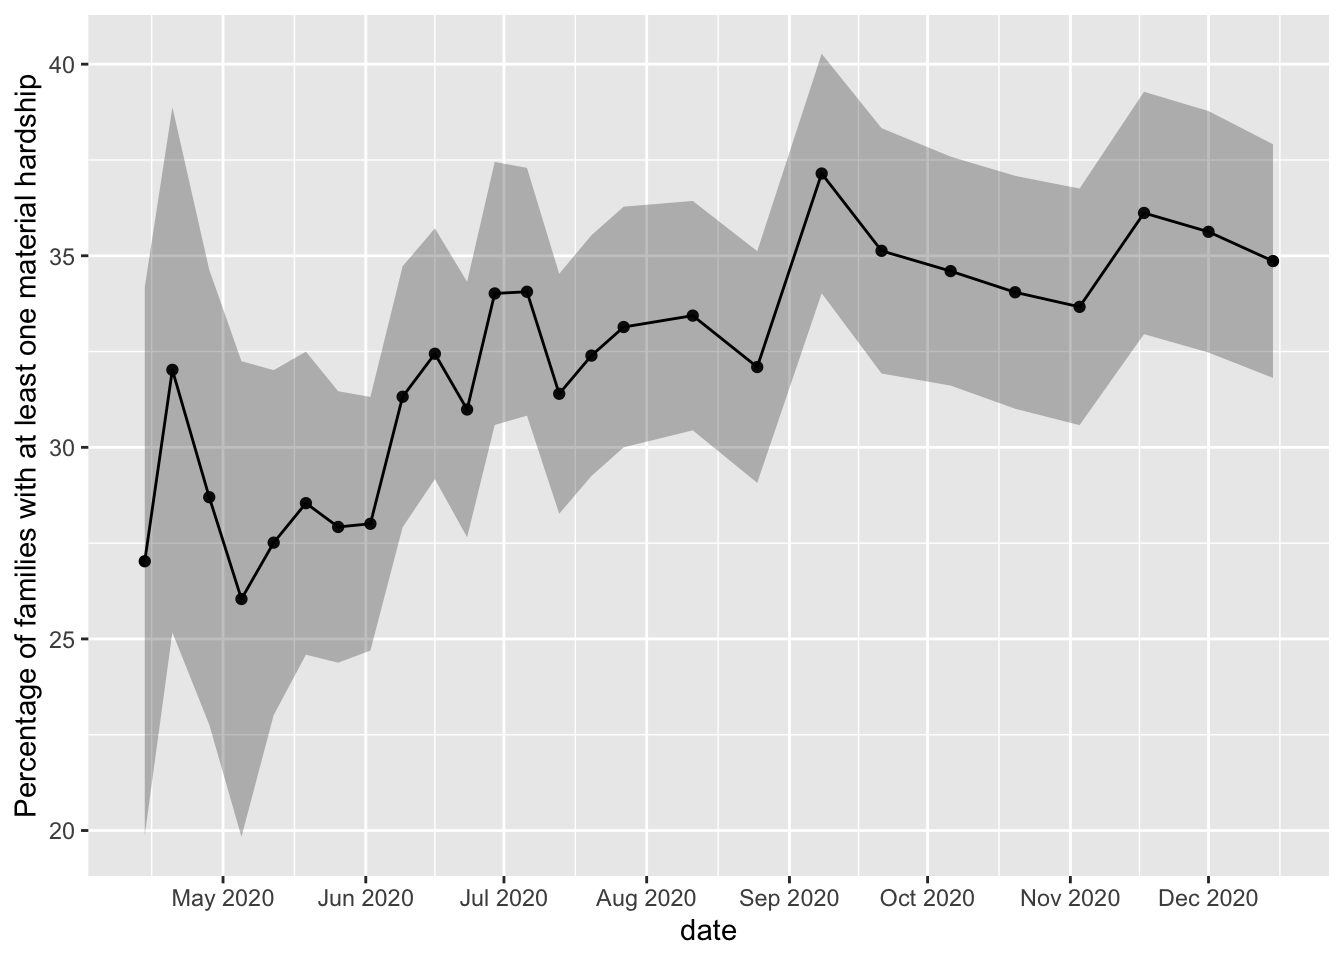 Percentage of families with at least one material hardship
40
35
30
25
20
May 2020 Jun 2020 Jul 2020 Aug 2020 Sep 2020 Oct 2020 Nov 2020 Dec 2020
date